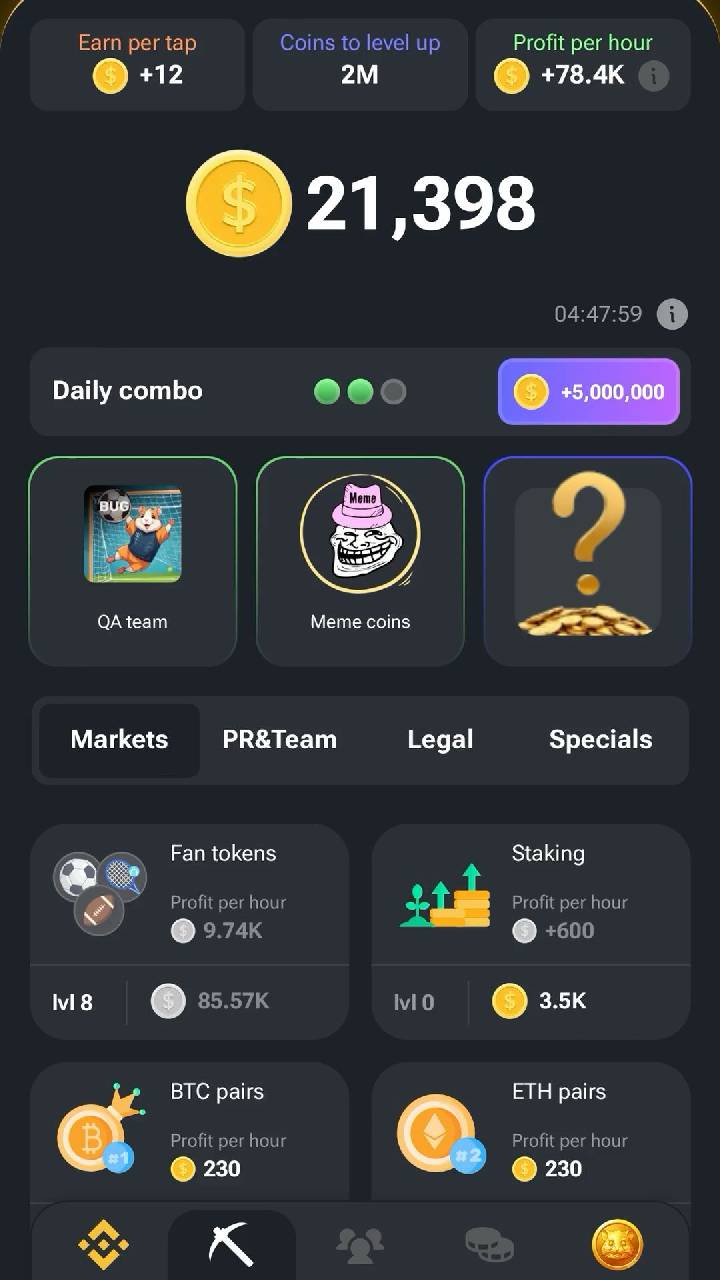 Earn per tap
+12
Coins to level up
2M
Profit per hour
+78.4K
21,398
04:47:59
Daily combo
+5,000,000
BUG
QA team
Meme
Meme coins
Markets
PR&Team
Legal
Specials
Fan tokens
Profit per hour
9.74K
lvl 8
85.57K
Staking
Profit per hour
+600
lvl 0
3.5K
BTC pairs
#1
Profit per hour
230
ETH pairs
#2
Profit per hour
230